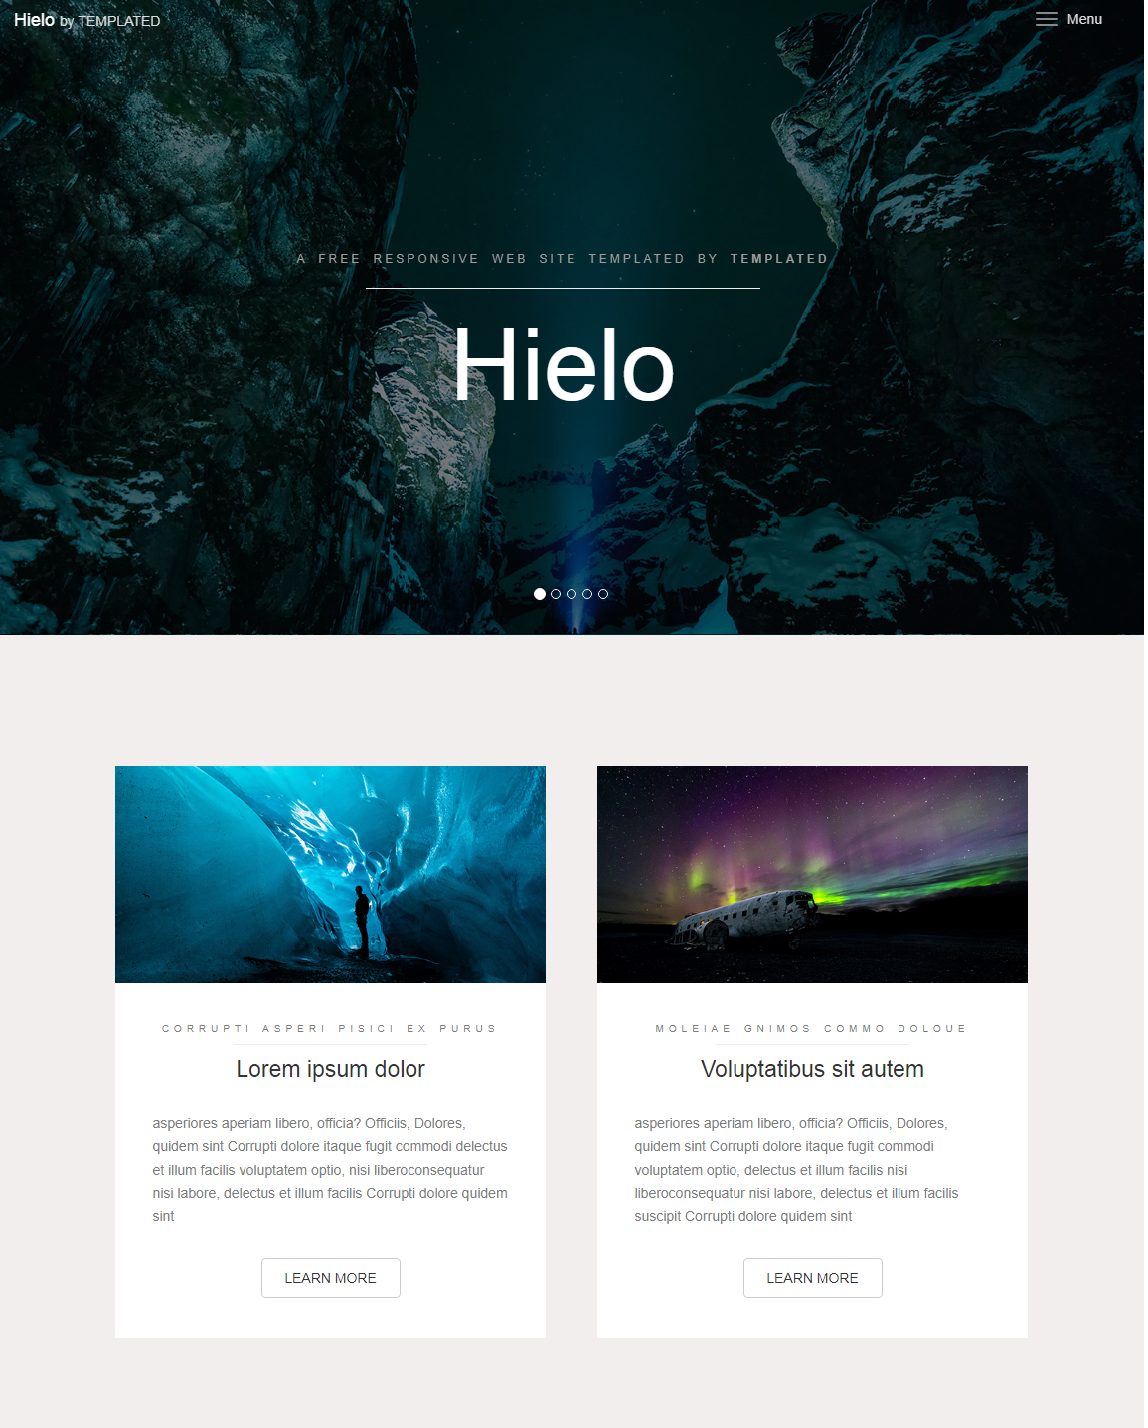 Hielo by TEMPLATED
Menu
A FREE RESPONSIVE WEB SITE TEMPLATED BY TEMPLATED
Hielo
CORRUPTI ASPERI PISICI EX PURUS
Lorem ipsum dolor
asperiores aperiam libero, officia? Officiis, Dolores,
quidem sint Corrupti dolore itaque fugit commodi delectus
et illum facilis voluptatem optio, nisi liberoconsequatur
nisi labore, delectus et illum facilis Corrupti dolore quidem
sint
LEARN MORE
MOLEIAE GNIMOS COMMO DOLOUE
Voluptatibus sit autem
asperiores aperiam libero, officia? Officiis, Dolores,
quidem sint Corrupti dolore itaque fugit commodi
voluptatem optio, delectus et illum facilis nisi
liberoconsequatur nisi labore, delectus et illum facilis
suscipit Corrupti dolore quidem sint
LEARN MORE